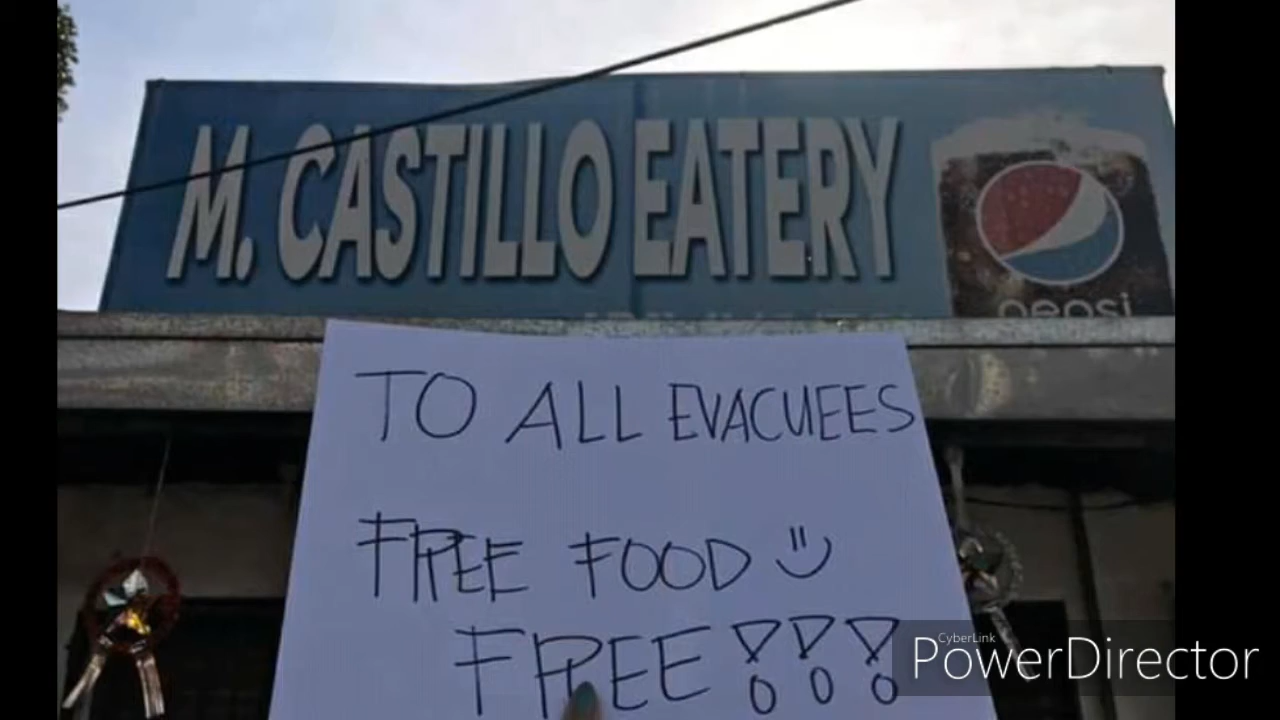 M. CASTILLO EATERY
pepsi
TO ALL EVACUEES
FREE FOOD
FREE!!!
CyberLink
PowerDirector